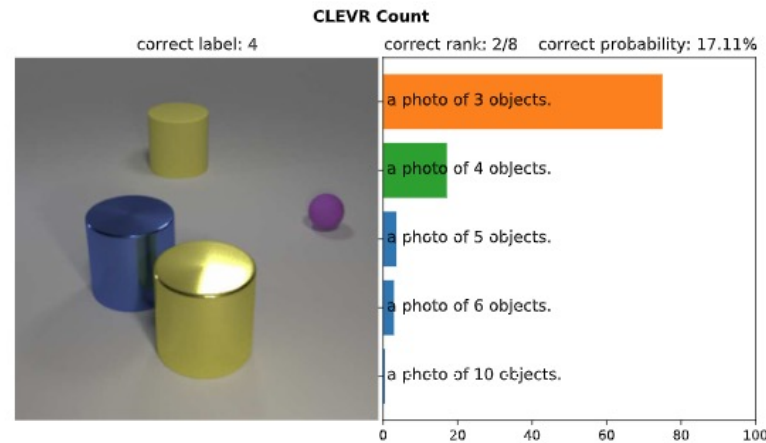 CLEVR Count
correct label: 4
correct rank: 2/8 correct probability: 17.11%
a photo of 3 objects.
a photo of 4 objects.
a photo of 5 objects.
a photo of 6 objects.
a photo of 10 objects.
0 20 40 60 80 100